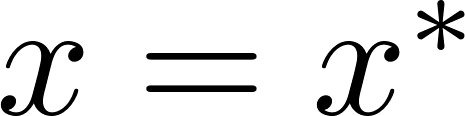 x = x*